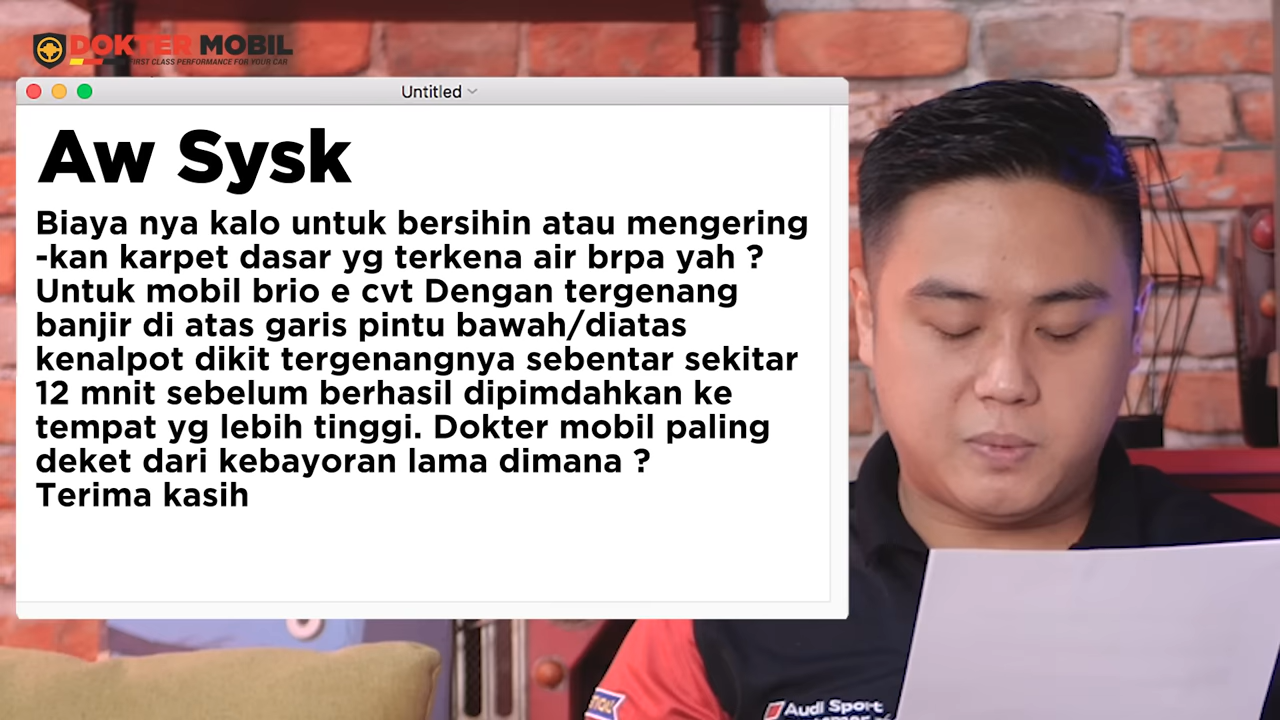 DOKTER MOBIL
FIRST CLASS PERFORMANCE FOR YOUR CAR
Untitled
Aw Sysk
Biaya nya kalo untuk bersihin atau mengering
-kan karpet dasar yg terkena air brpa yah ?
Untuk mobil brio e cvt Dengan tergenang
banjir di atas garis pintu bawah/diatas
kenalpot dikit tergenangnya sebentar sekitar
12 mnit sebelum berhasil dipimdahkan ke
tempat yg lebih tinggi. Dokter mobil paling
deket dari kebayoran lama dimana ?
Terima kasih
Audi Sport